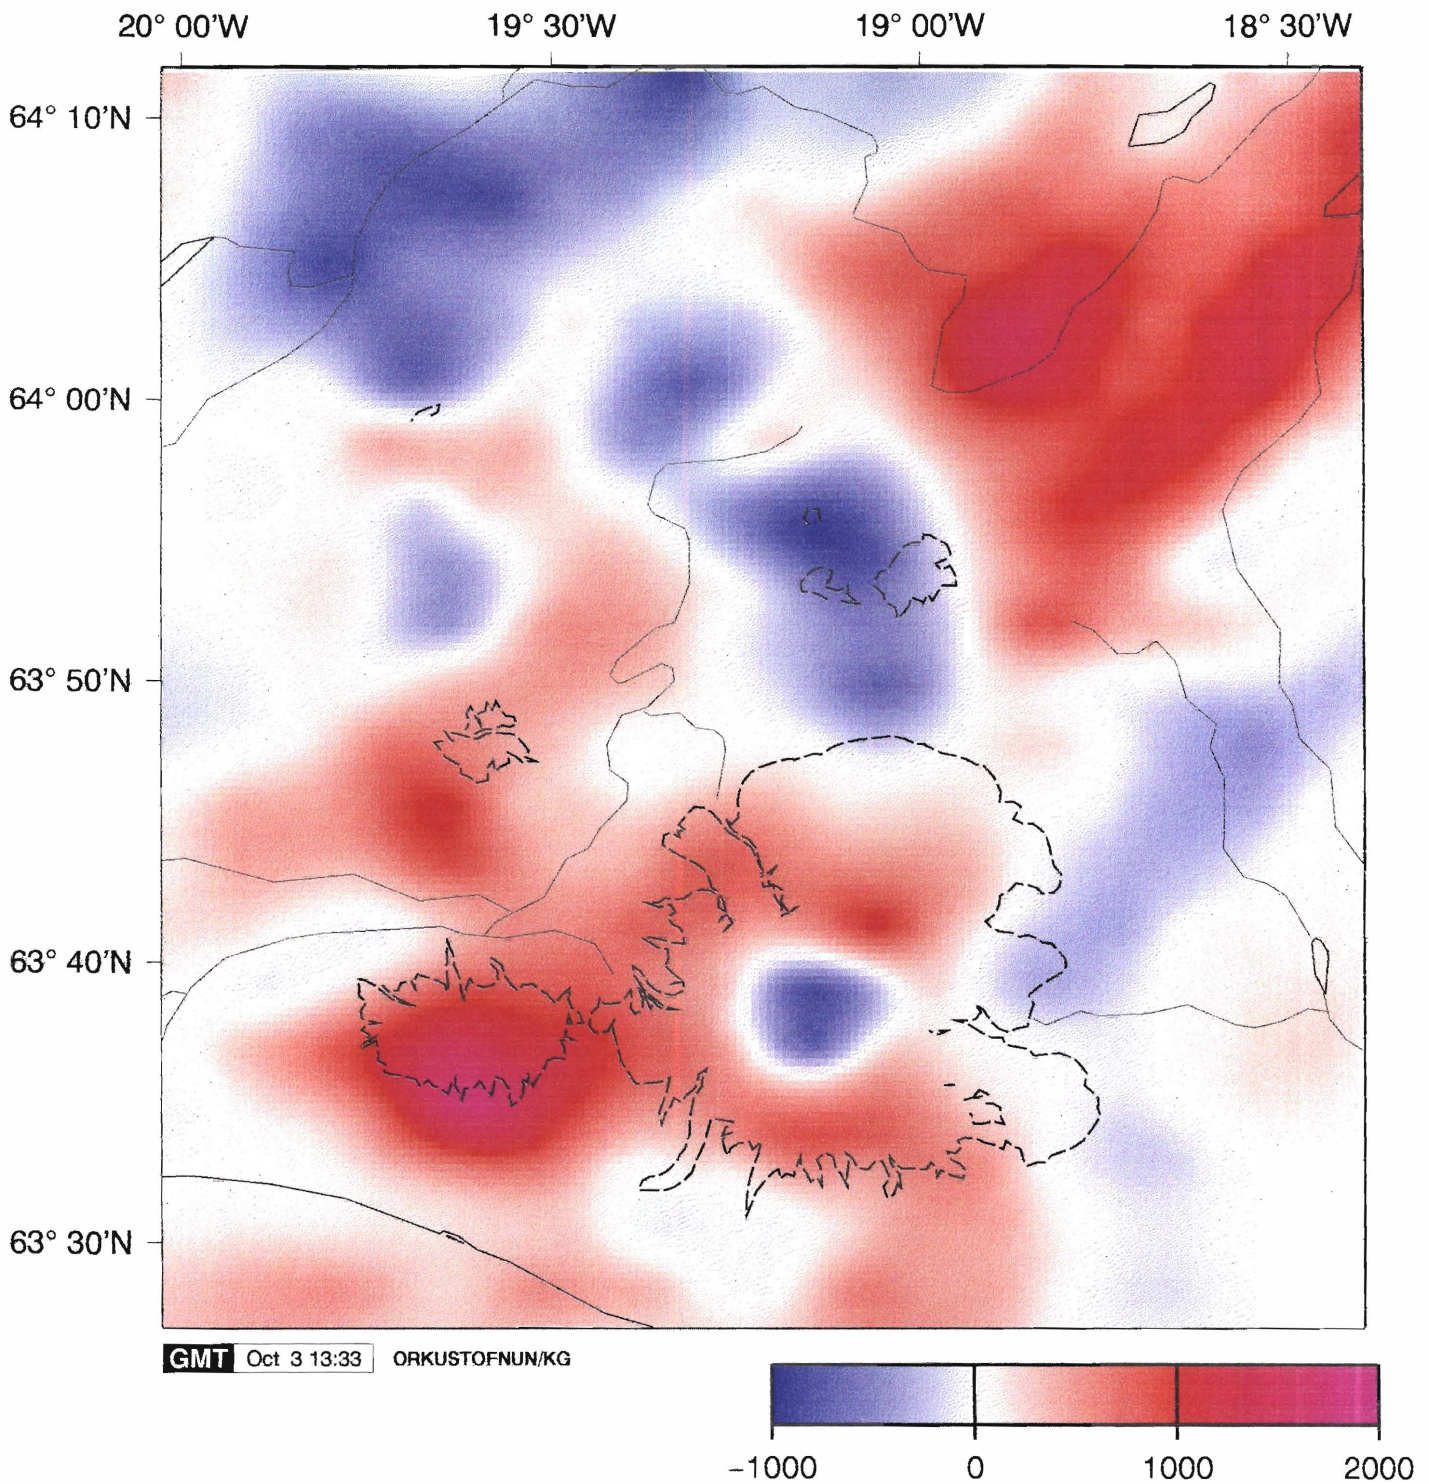 20° 00'W 19° 30'W 19° 00'W 18° 30'W
64° 10'N
64° 00'N
63° 50'N
63° 40'N
63° 30'N
GMT Oct 3 13:33 ORKUSTOFNUN/KG
−1000 0 1000 2000